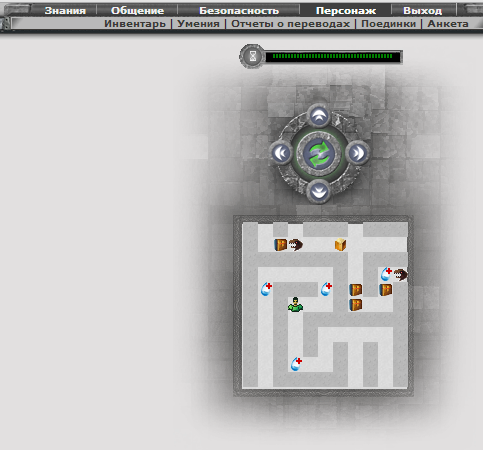 Знания Общение Безопасность Персонаж Выход
Инвентарь | Умения | Отчеты о переводах | Поединки | Анкета